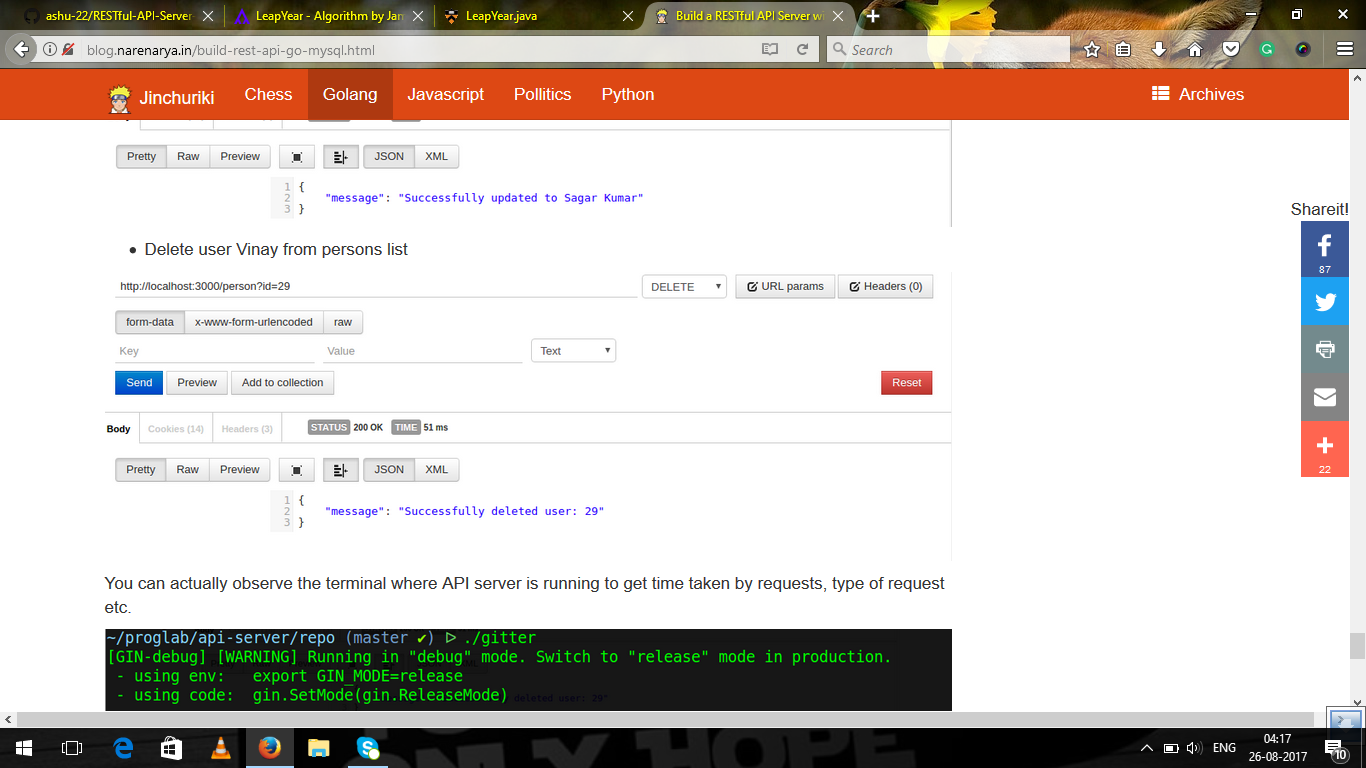 ashu-22/RESTful-API-Server
LeapYear - Algorithm by Jan
LeapYear.java
Build a RESTful API Server w
blog.narenarya.in/build-rest-api-go-mysql.html
Search
Jinchuriki
Chess
Golang
Javascript
Pollitics
Python
Archives
Pretty
Raw
Preview
JSON
XML
1 {
2 "message": "Successfully updated to Sagar Kumar"
3 }
Shareit!
87
22
• Delete user Vinay from persons list
http://localhost:3000/person?id=29
DELETE
URL params
Headers (0)
form-data
x-www-form-urlencoded
raw
Key
Value
Text
Send
Preview
Add to collection
Reset
Body
Cookies (14)
Headers (3)
STATUS 200 OK
TIME 51 ms
Pretty
Raw
Preview
JSON
XML
1 {
2 "message": "Successfully deleted user: 29"
3 }
You can actually observe the terminal where API server is running to get time taken by requests, type of request
etc.
~/proglab/api-server/repo (master ✔) ▷ ./gitter
[GIN-debug] [WARNING] Running in "debug" mode. Switch to "release" mode in production.
- using env: export GIN_MODE=release
- using code: gin.SetMode(gin.ReleaseMode)
deleted user: 29"
ONLY HOPE
ENG
04:17
26-08-2017
10